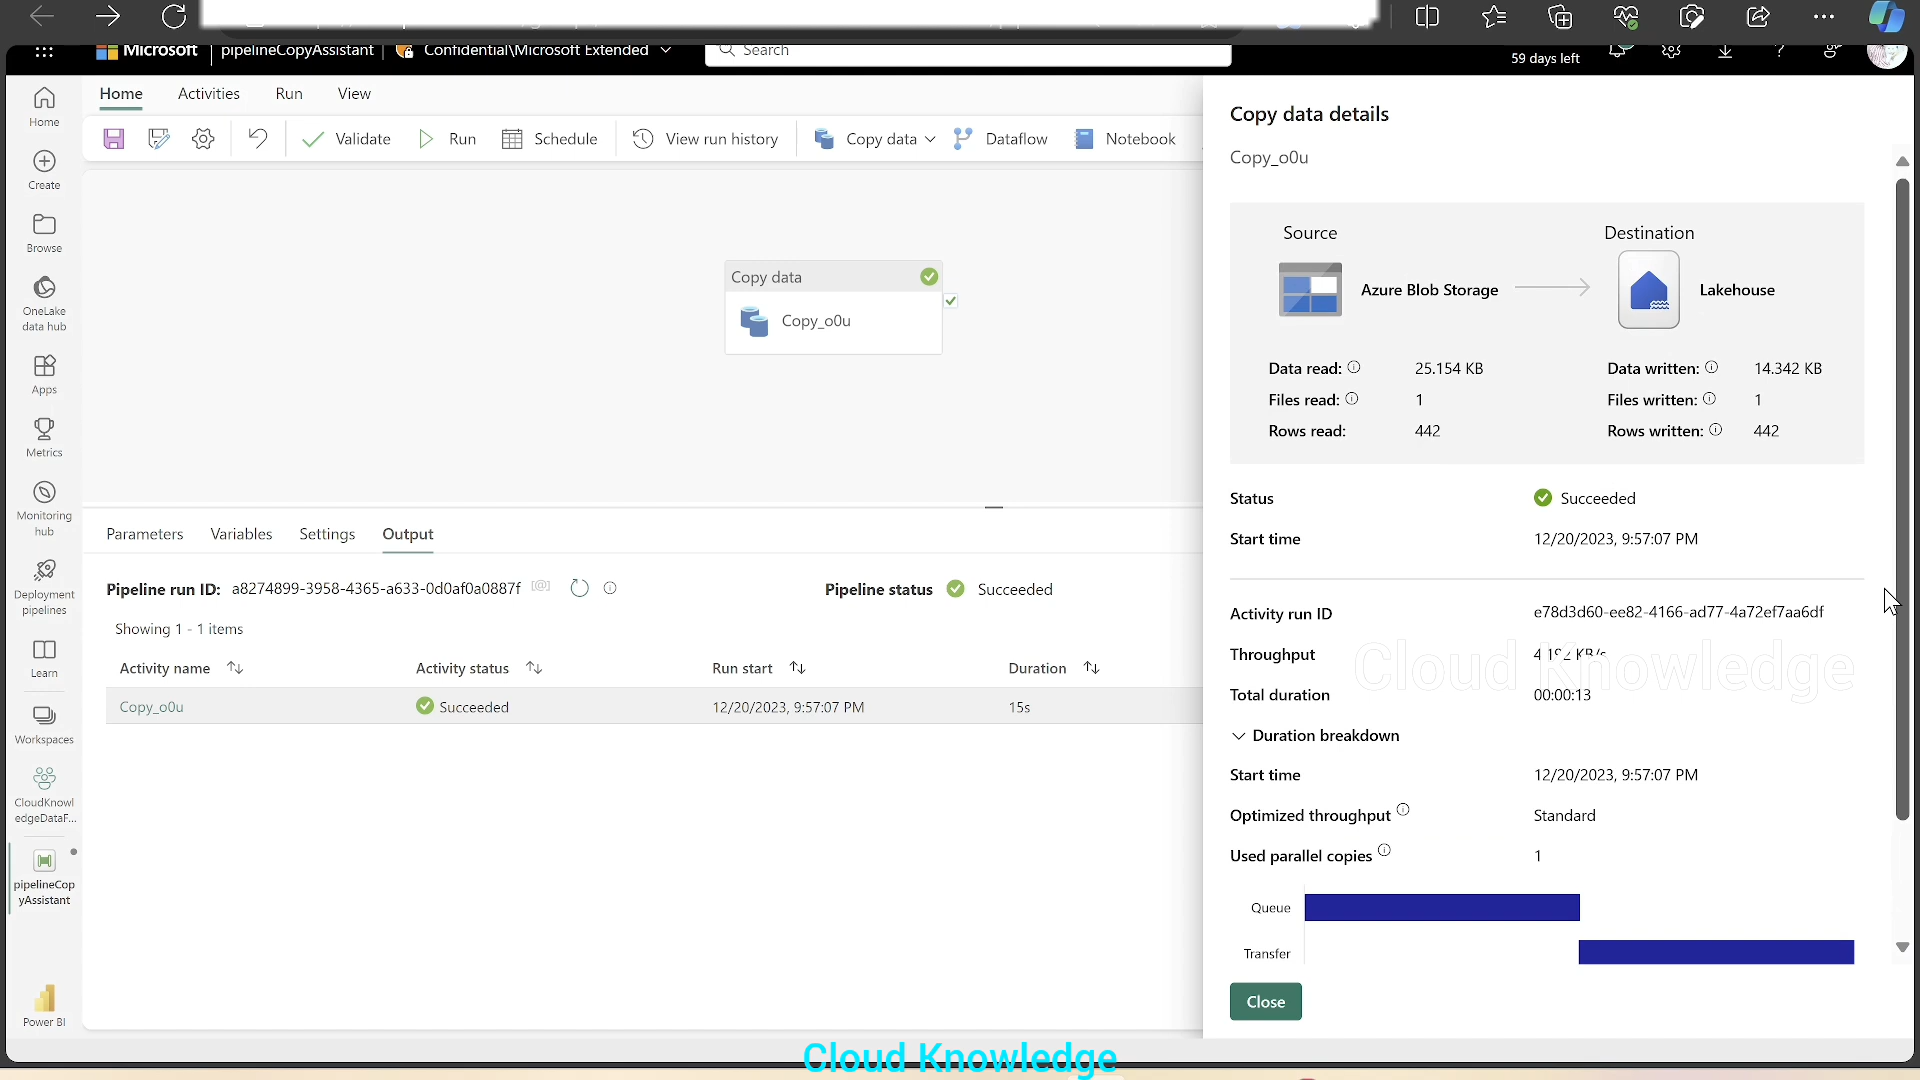 Microsoft
pipelineCopyAssistant
Confidential\Microsoft Extended
Search
59 days left
?
Home
Create
Browse
OneLake
data hub
Apps
Metrics
Monitoring
hub
Deployment
pipelines
Learn
Workspaces
CloudKnowl
edgeDataF...
pipelineCop
yAssistant
Power BI
Home Activities Run View
Validate Run Schedule View run history Copy data Dataflow Notebook
Copy data
Copy_o0u
Parameters Variables Settings Output
Pipeline run ID: a8274899-3958-4365-a633-0d0af0a0887f [@] Pipeline status Succeeded
Showing 1 - 1 items
Activity name Activity status Run start Duration
Copy_o0u Succeeded 12/20/2023, 9:57:07 PM 15s
Copy data details
Copy_o0u
Source Destination
Azure Blob Storage Lakehouse
Data read: 25.154 KB Data written: 14.342 KB
Files read: 1 Files written: 1
Rows read: 442 Rows written: 442
Status Succeeded
Start time 12/20/2023, 9:57:07 PM
Activity run ID e78d3d60-ee82-4166-ad77-4a72ef7aa6df
Throughput 4.192 KB/s
Cloud Knowledge
Total duration 00:00:13
Duration breakdown
Start time 12/20/2023, 9:57:07 PM
Optimized throughput Standard
Used parallel copies 1
Queue
Transfer
Close
Cloud Knowledge